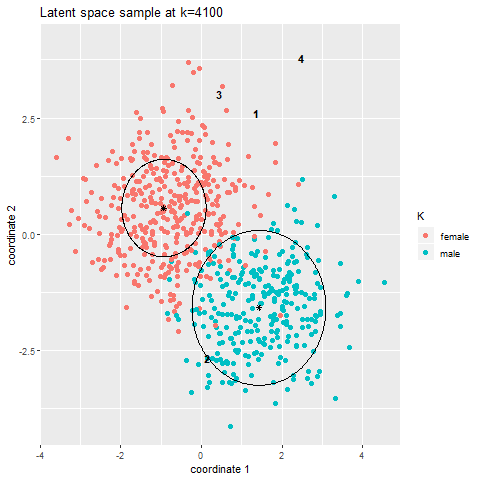 Latent space sample at k=4100
4
3
1
2
*
*
coordinate 2
2.5
0.0
-2.5
-4
-2
0
2
4
coordinate 1
K
female
male